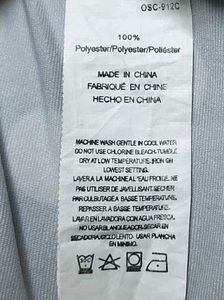 OSC-912C
100%
Polyester/Polyester/Poliéster
MADE IN CHINA
FABRIQUÉ EN CHINE
HECHO EN CHINA
MACHINE WASH GENTLE IN COOL WATER
DO NOT USE CHLORINE BLEACH.TUMBLE
DRY AT LOW TEMPERATURE.IRON ON
LOWEST SETTING.
LAVER A LA MACHINE AL'EAU FROIDE. NE
PAS UTILISER DE JAVELLISANT. SECHER
PAR CULBUTAGE A BASSE TEMPERATURE.
REPASSER A BASSE TEMPERATURE.
LAVAR EN LAVADORA CON AGUA FRESCA.
NO USAR BLANQUEADOR. SECAR EN
SECADORA CICLO LENTO. USAR PLANCHA
EN MINIMO.